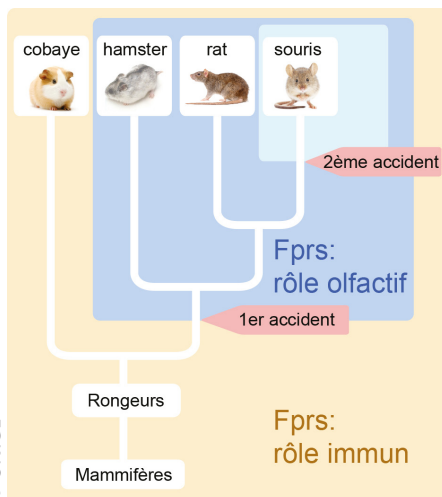 cobaye
hamster
rat
souris
2ème accident
Fprs:
rôle olfactif
1er accident
Rongeurs
Fprs:
rôle immun
Mammifères